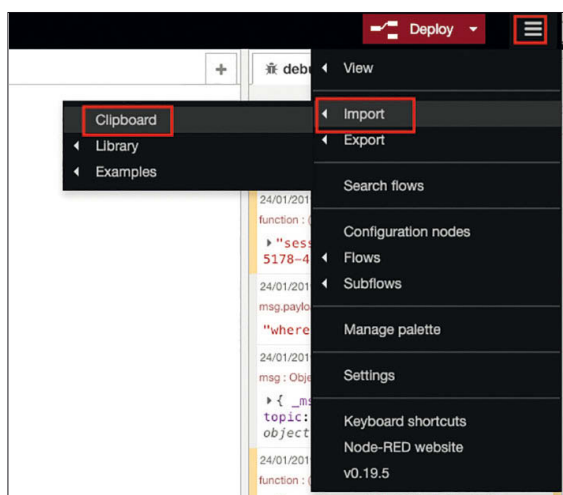 Deploy
debu
View
Clipboard
Import
Library
Export
Examples
Search flows
24/01/201
function : (
Configuration nodes
"sess
5178-4
Flows
Subflows
24/01/201
msg.paylo
"where
Manage palette
24/01/201
msg : Obje
Settings
{ _ms
topic:
object
Keyboard shortcuts
Node-RED website
24/01/201
function : (
v0.19.5